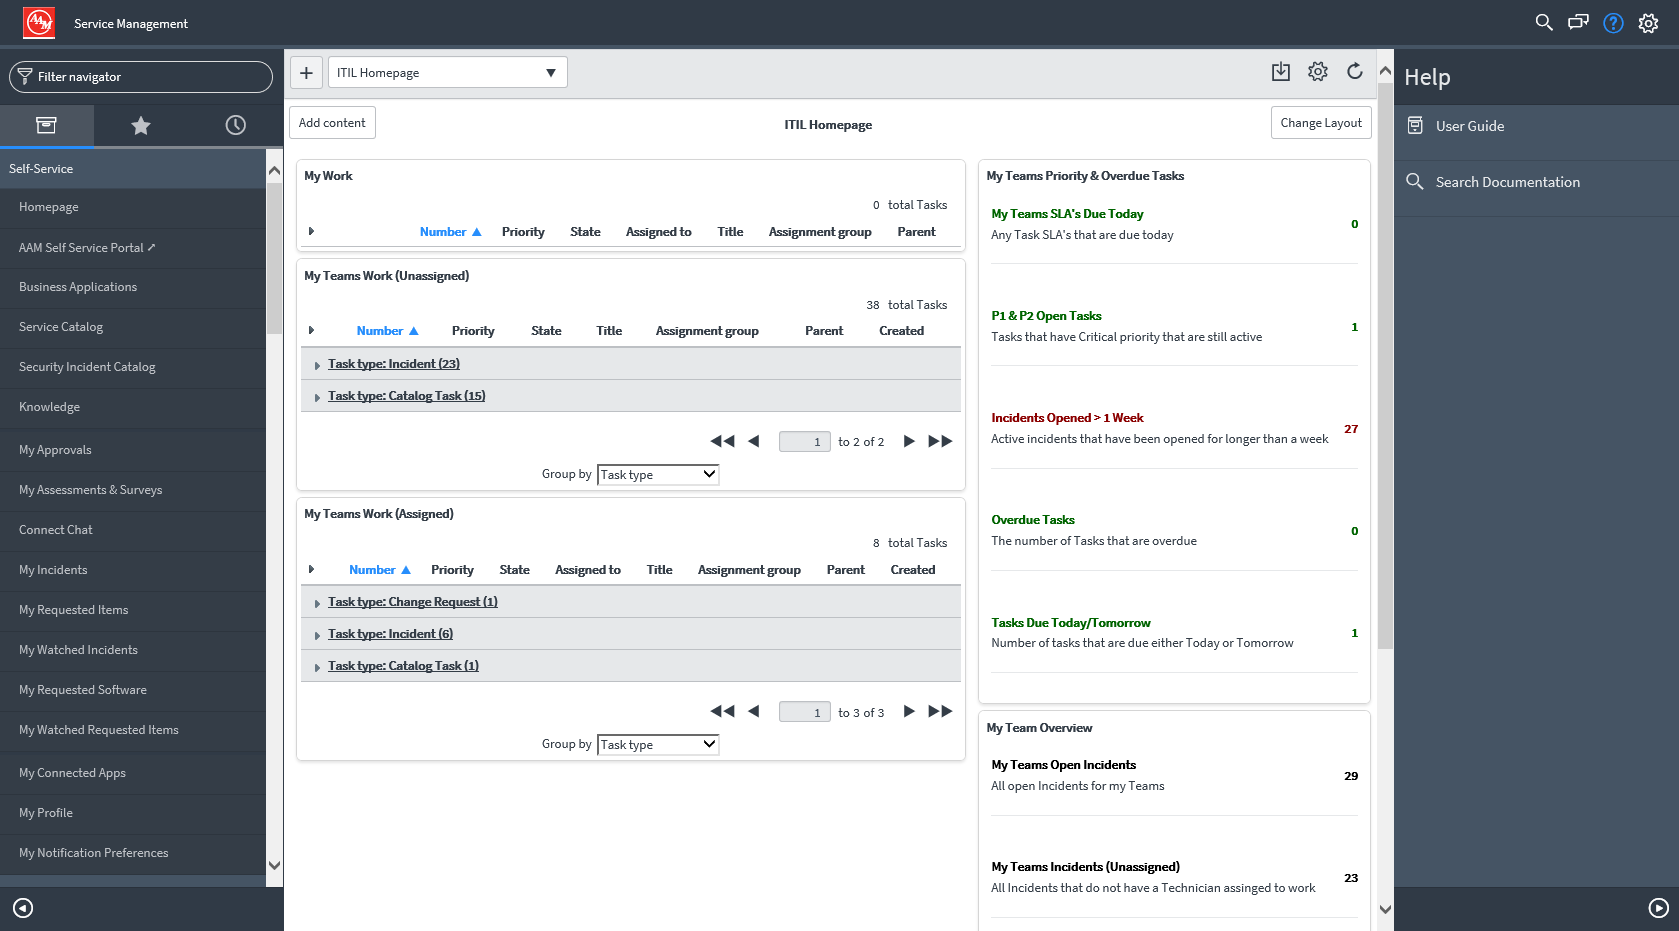 AAM
Service Management
Filter navigator
Self-Service
Homepage
AAM Self Service Portal
Business Applications
Service Catalog
Security Incident Catalog
Knowledge
My Approvals
My Assessments & Surveys
Connect Chat
My Incidents
My Requested Items
My Watched Incidents
My Requested Software
My Watched Requested Items
My Connected Apps
My Profile
My Notification Preferences
ITIL Homepage
Add content
ITIL Homepage
Change Layout
My Work
0 total Tasks
Number Priority State Assigned to Title Assignment group Parent
My Teams Work (Unassigned)
38 total Tasks
Number Priority State Title Assignment group Parent Created
Task type: Incident (23)
Task type: Catalog Task (15)
1 to 2 of 2
Group by Task type
My Teams Work (Assigned)
8 total Tasks
Number Priority State Assigned to Title Assignment group Parent Created
Task type: Change Request (1)
Task type: Incident (6)
Task type: Catalog Task (1)
1 to 3 of 3
Group by Task type
My Teams Priority & Overdue Tasks
My Teams SLA's Due Today
Any Task SLA's that are due today
0
P1 & P2 Open Tasks
Tasks that have Critical priority that are still active
1
Incidents Opened > 1 Week
Active incidents that have been opened for longer than a week
27
Overdue Tasks
The number of Tasks that are overdue
0
Tasks Due Today/Tomorrow
Number of tasks that are due either Today or Tomorrow
1
My Team Overview
My Teams Open Incidents
All open Incidents for my Teams
29
My Teams Incidents (Unassigned)
All Incidents that do not have a Technician assinged to work
23
Help
User Guide
Search Documentation